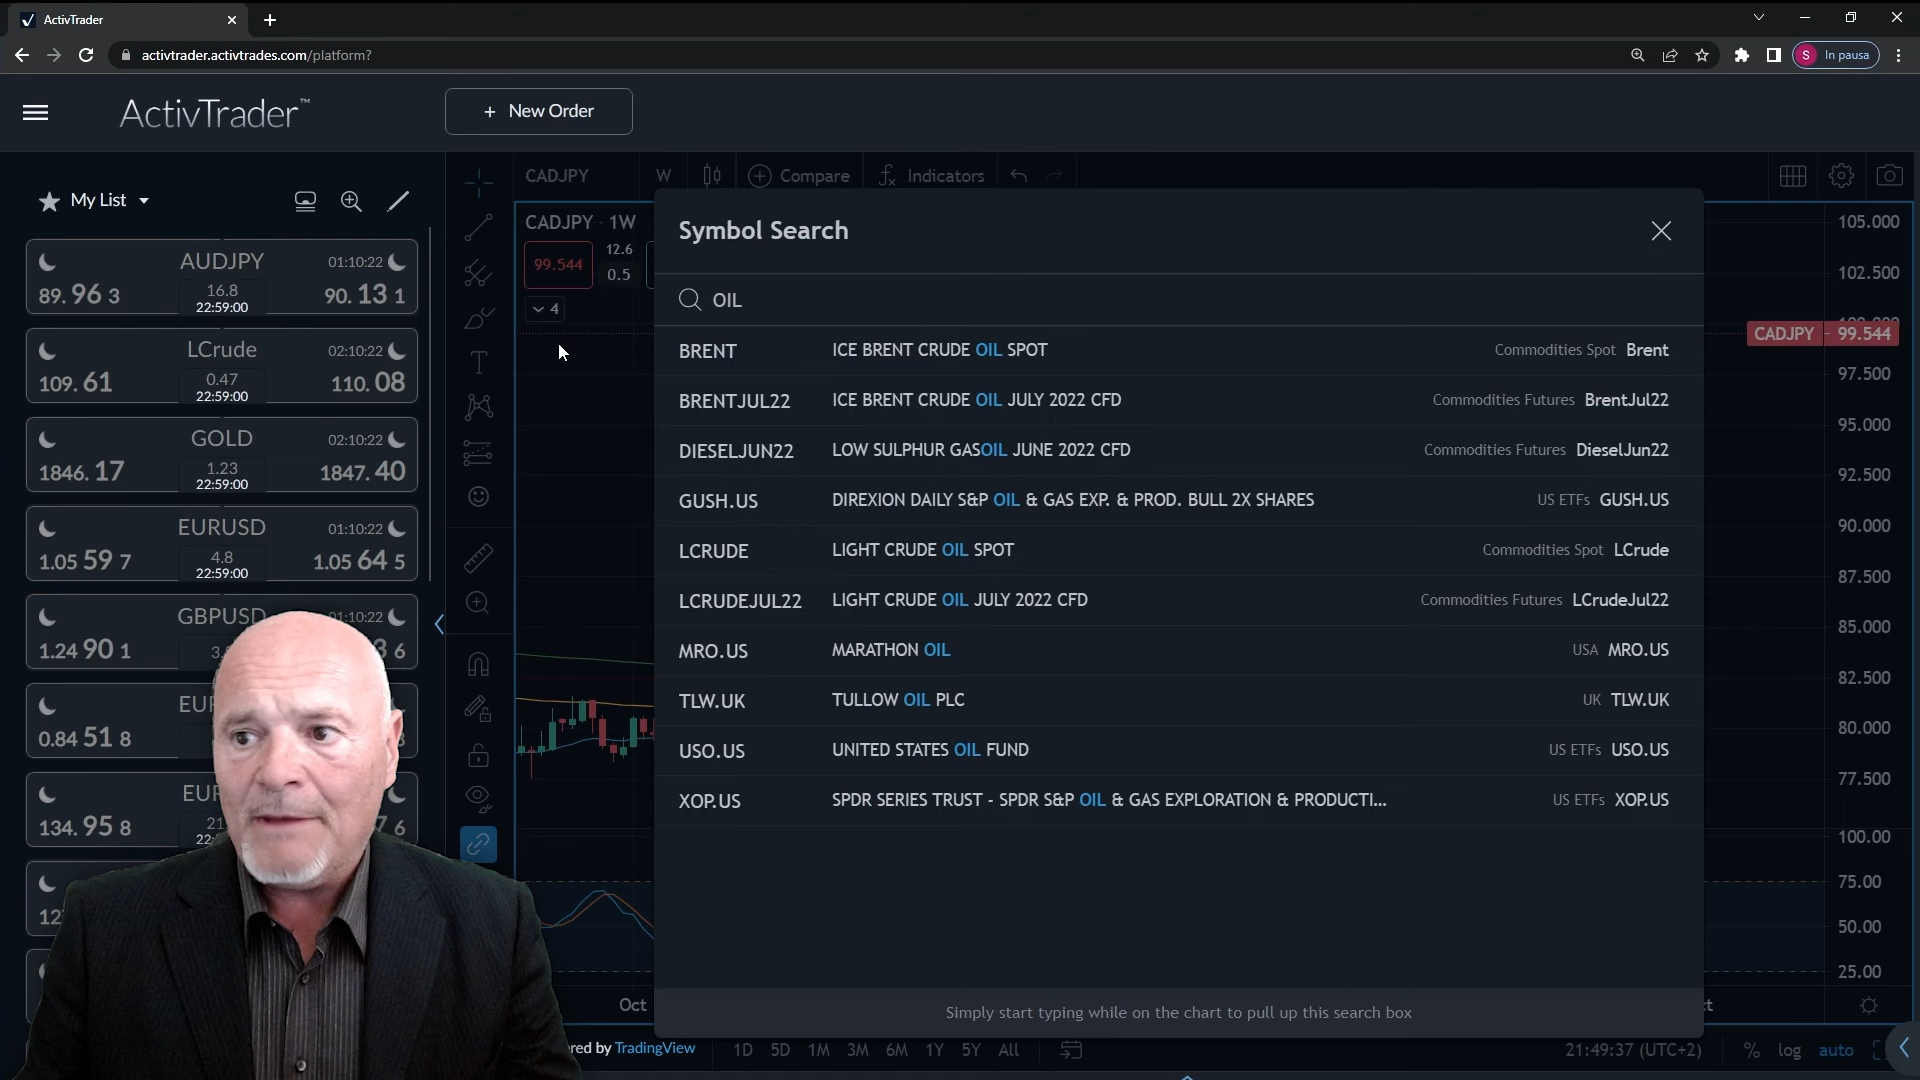 ActivTrader
activtrader.activtrades.com/platform?
S In pausa
ActivTrader™
+ New Order
My List
AUDJPY 01:10:22
89. 96 3 16.8 90. 13 1
22:59:00
LCrude 02:10:22
109. 61 0.47 110. 08
22:59:00
GOLD 02:10:22
1846. 17 1.23 1847. 40
22:59:00
EURUSD 01:10:22
1.05 59 7 4.8 1.05 64 5
22:59:00
GBPUSD 01:10:22
1.24 90 1
0.84 51 8
134. 95 8
CADJPY W Compare Indicators
CADJPY · 1W
99.544 12.6
0.5
4
Symbol Search
OIL
BRENT ICE BRENT CRUDE OIL SPOT Commodities Spot Brent
BRENTJUL22 ICE BRENT CRUDE OIL JULY 2022 CFD Commodities Futures BrentJul22
DIESELJUN22 LOW SULPHUR GASOIL JUNE 2022 CFD Commodities Futures DieselJun22
GUSH.US DIREXION DAILY S&P OIL & GAS EXP. & PROD. BULL 2X SHARES US ETFs GUSH.US
LCRUDE LIGHT CRUDE OIL SPOT Commodities Spot LCrude
LCRUDEJUL22 LIGHT CRUDE OIL JULY 2022 CFD Commodities Futures LCrudeJul22
MRO.US MARATHON OIL USA MRO.US
TLW.UK TULLOW OIL PLC UK TLW.UK
USO.US UNITED STATES OIL FUND US ETFs USO.US
XOP.US SPDR SERIES TRUST - SPDR S&P OIL & GAS EXPLORATION & PRODUCTI... US ETFs XOP.US
Simply start typing while on the chart to pull up this search box
105.000
102.500
CADJPY 99.544
97.500
95.000
92.500
90.000
87.500
85.000
82.500
80.000
77.500
100.00
75.00
50.00
25.00
Oct
by TradingView
1D 5D 1M 3M 6M 1Y 5Y All
21:49:37 (UTC+2) % log auto